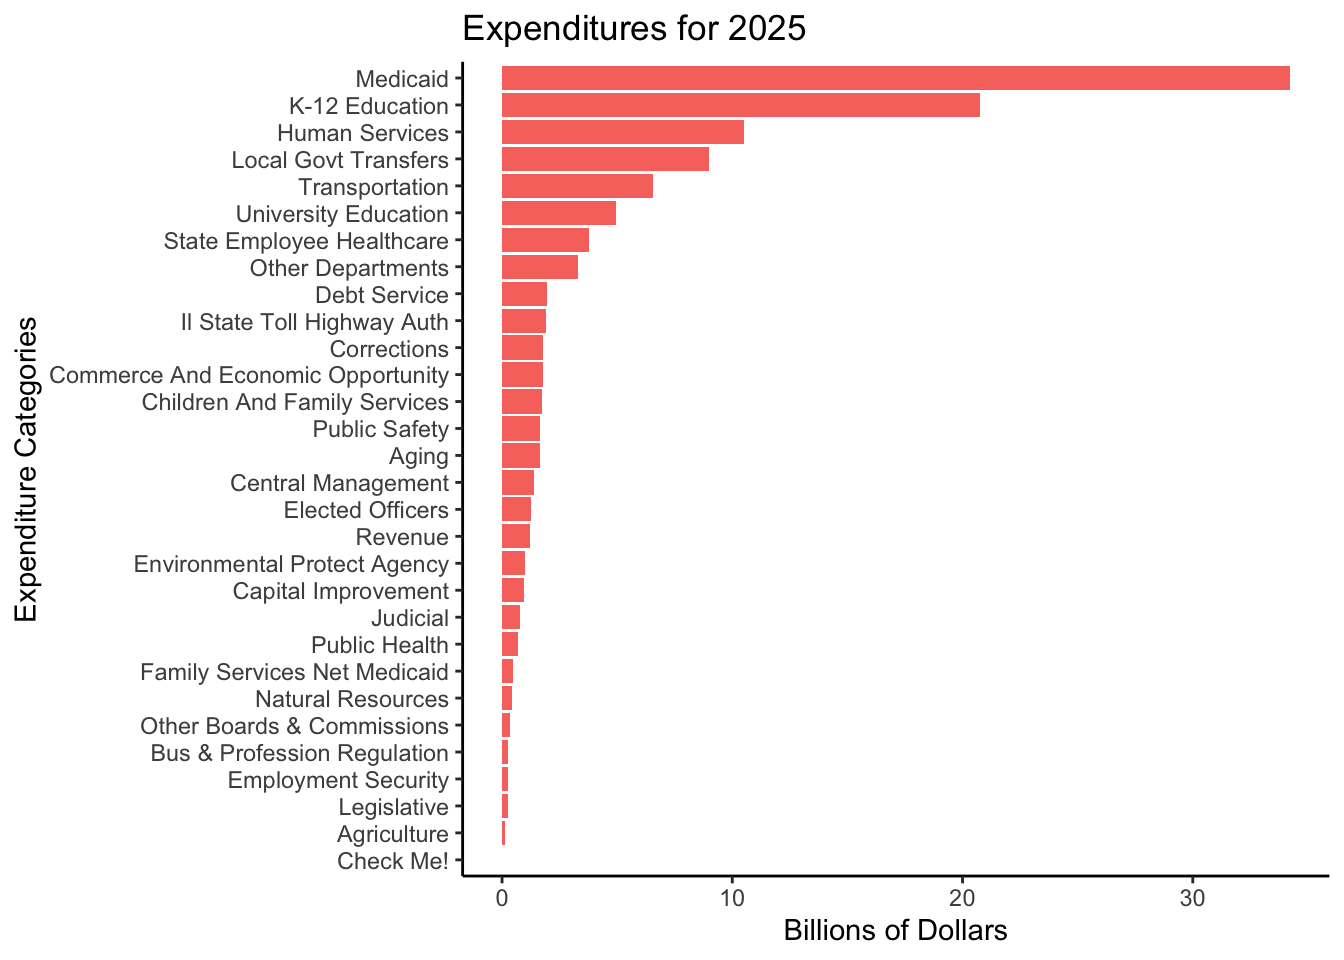 Expenditures for 2025
Expenditure Categories
Medicaid
K-12 Education
Human Services
Local Govt Transfers
Transportation
University Education
State Employee Healthcare
Other Departments
Debt Service
Il State Toll Highway Auth
Corrections
Commerce And Economic Opportunity
Children And Family Services
Public Safety
Aging
Central Management
Elected Officers
Revenue
Environmental Protect Agency
Capital Improvement
Judicial
Public Health
Family Services Net Medicaid
Natural Resources
Other Boards & Commissions
Bus & Profession Regulation
Employment Security
Legislative
Agriculture
Check Me!
0 10 20 30
Billions of Dollars